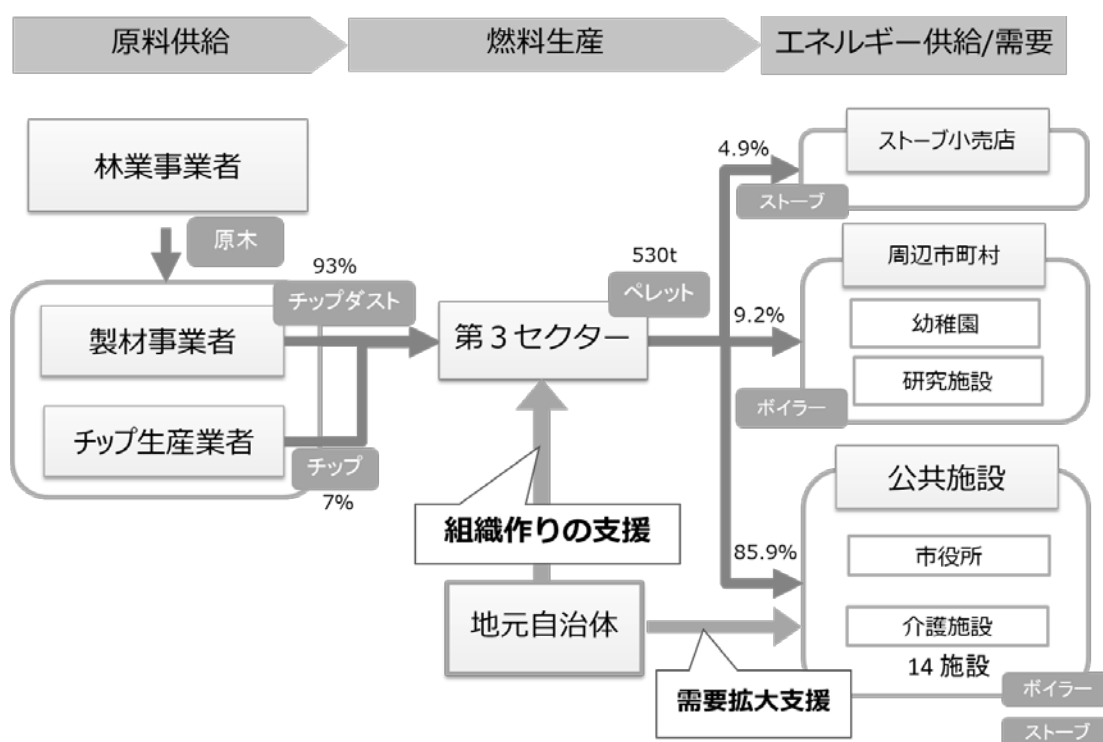 原料供給
燃料生産
エネルギー供給/需要
林業事業者
原木
93%
チップダスト
製材事業者
チップ生産業者
チップ
7%
第３セクター
530t
ペレット
組織作りの支援
地元自治体
需要拡大支援
4.9%
ストーブ小売店
ストーブ
9.2%
周辺市町村
幼稚園
研究施設
ボイラー
85.9%
公共施設
市役所
介護施設
14 施設
ボイラー
ストーブ